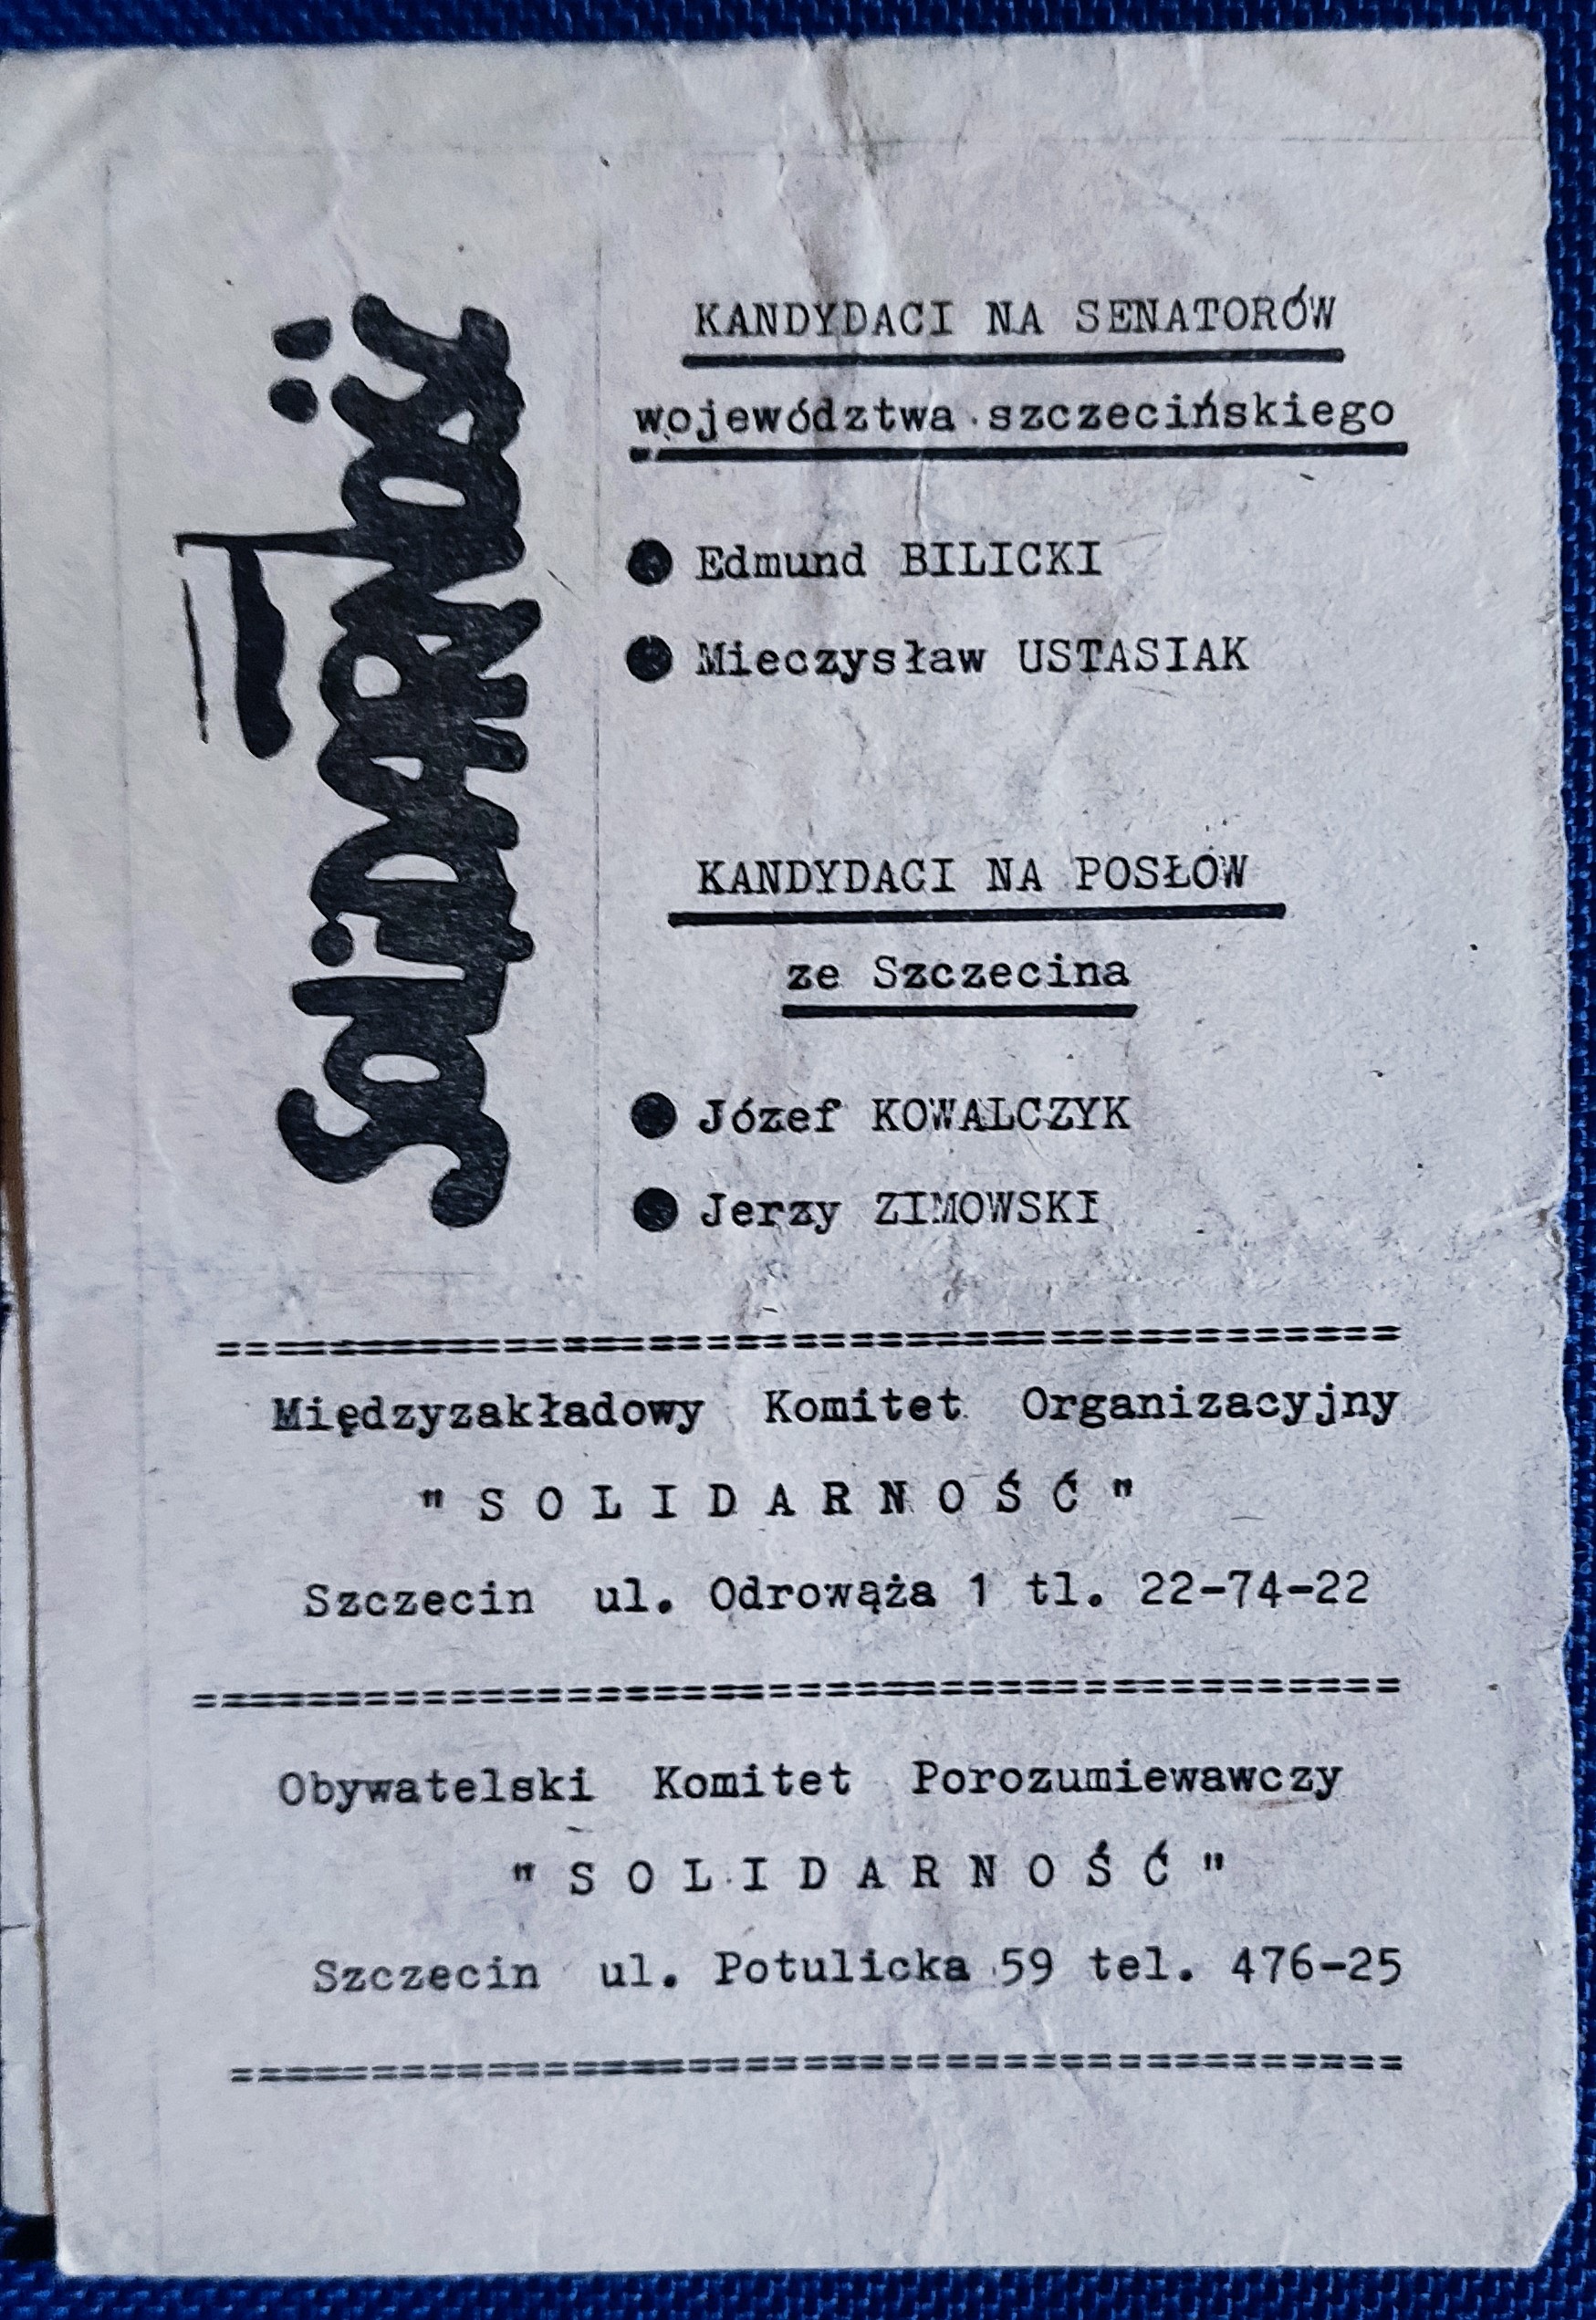 Solidarność
KANDYDACI NA SENATORÓW
województwa szczecińskiego
● Edmund BILICKI
● Mieczysław USTASIAK
KANDYDACI NA POSŁÓW
ze Szczecina
● Józef KOWALCZYK
● Jerzy ZIMOWSKI
=========================================
Międzyzakładowy Komitet Organizacyjny
"SOLIDARNOŚĆ"
Szczecin ul. Odrowąża 1 tl. 22-74-22
==========================================
Obywatelski Komitet Porozumiewawczy
"SOLIDARNOŚĆ"
Szczecin ul. Potulicka 59 tel. 476-25
=========================================